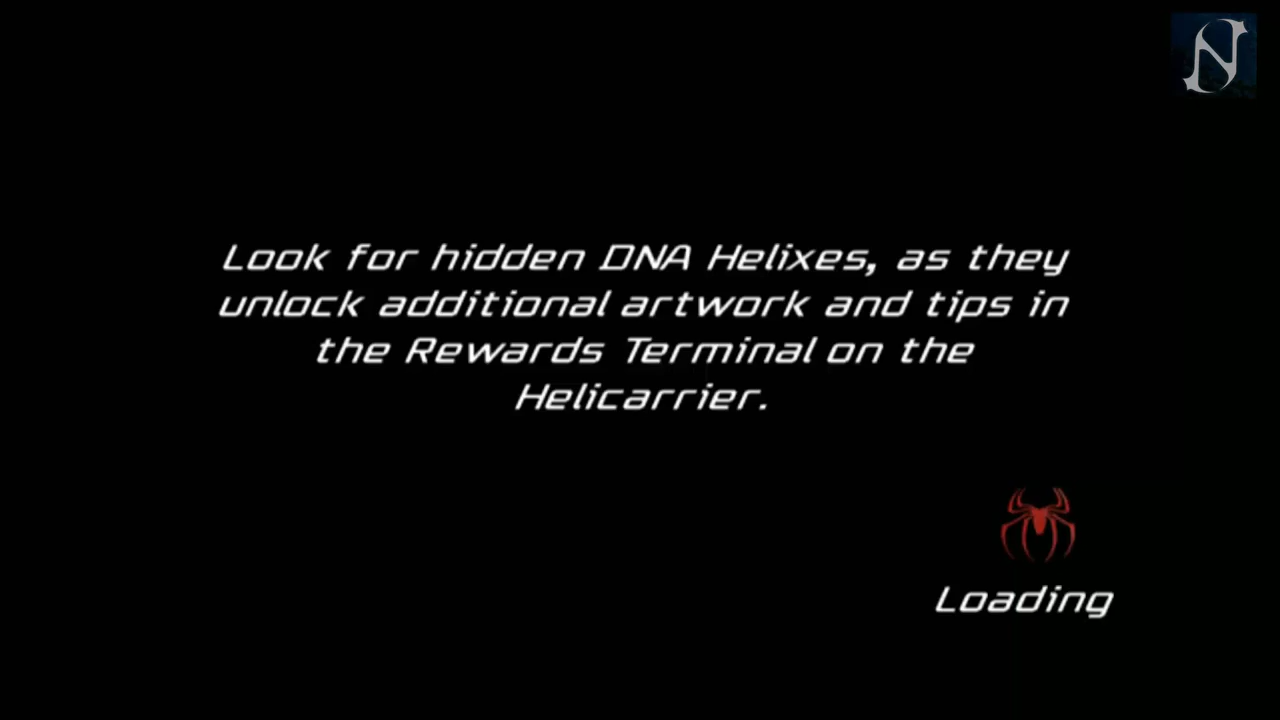 Look for hidden DNA Helixes, as they
unlock additional artwork and tips in
the Rewards Terminal on the
Helicarrier.
Loading